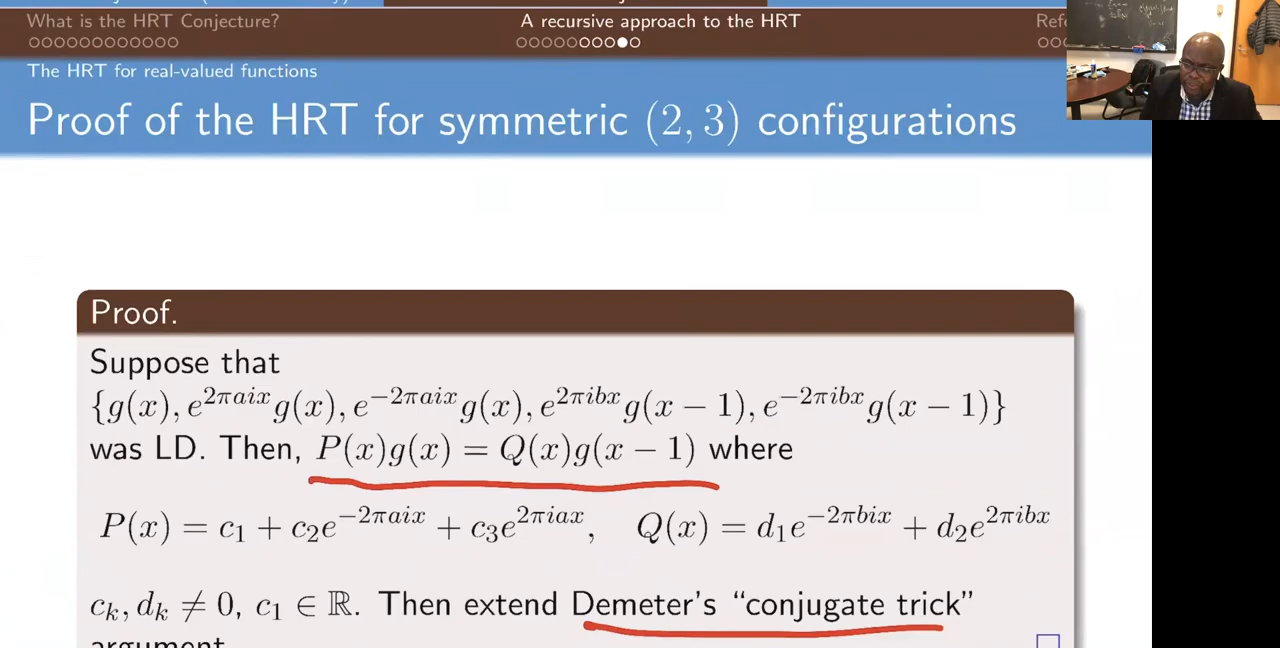 What is the HRT Conjecture?
A recursive approach to the HRT
Refe
The HRT for real-valued functions
Proof of the HRT for symmetric (2, 3) configurations
Proof.
Suppose that
{g(x), e^{2πaix}g(x), e^{-2πaix}g(x), e^{2πibx}g(x − 1), e^{-2πibx}g(x − 1)}
was LD. Then, P(x)g(x) = Q(x)g(x − 1) where
P(x) = c_1 + c_2e^{-2πaix} + c_3e^{2πiax}, Q(x) = d_1e^{-2πbix} + d_2e^{2πibx}
c_k, d_k ≠ 0, c_1 ∈ ℝ. Then extend Demeter's “conjugate trick”
argument